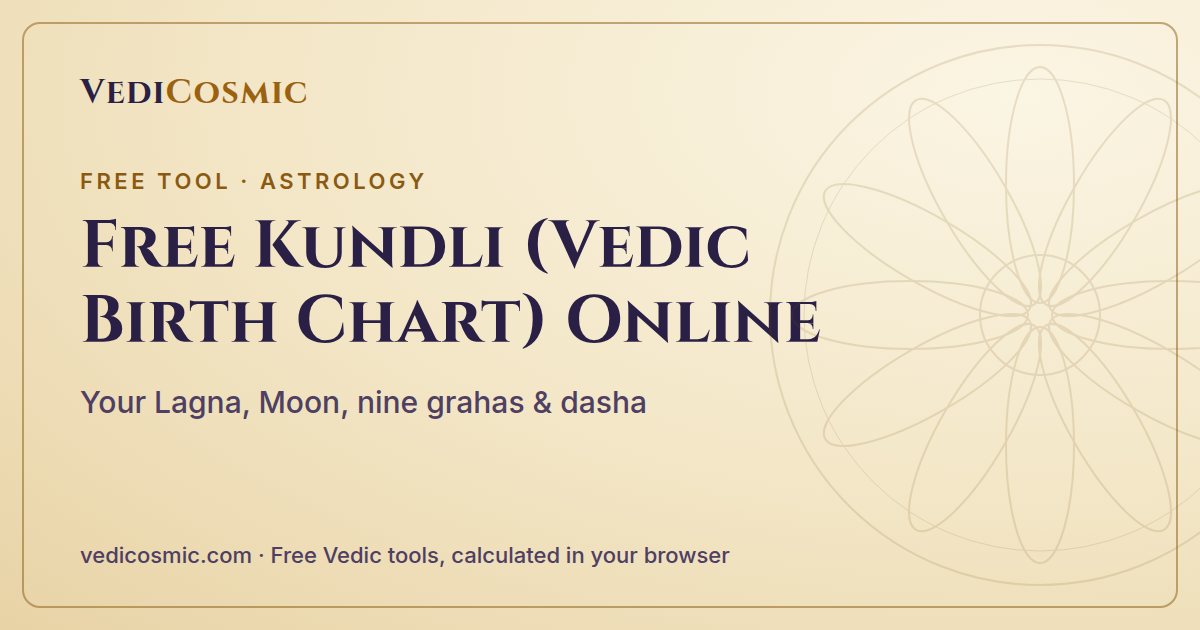 VediCosmic
FREE TOOL · ASTROLOGY
Free Kundli (Vedic
Birth Chart) Online
Your Lagna, Moon, nine grahas & dasha
vedicosmic.com · Free Vedic tools, calculated in your browser